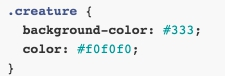 .creature {
  background-color: #333;
  color: #f0f0f0;
}